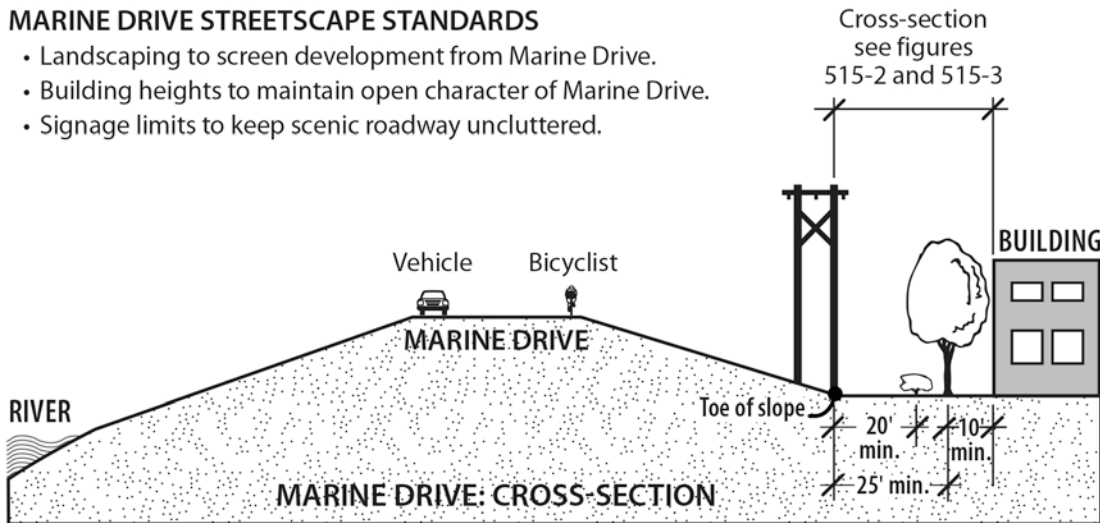 MARINE DRIVE STREETSCAPE STANDARDS
• Landscaping to screen development from Marine Drive.
• Building heights to maintain open character of Marine Drive.
• Signage limits to keep scenic roadway uncluttered.
Cross-section
see figures
515-2 and 515-3
Vehicle
Bicyclist
BUILDING
MARINE DRIVE
RIVER
Toe of slope
20'
min.
10'
min.
25' min.
MARINE DRIVE: CROSS-SECTION